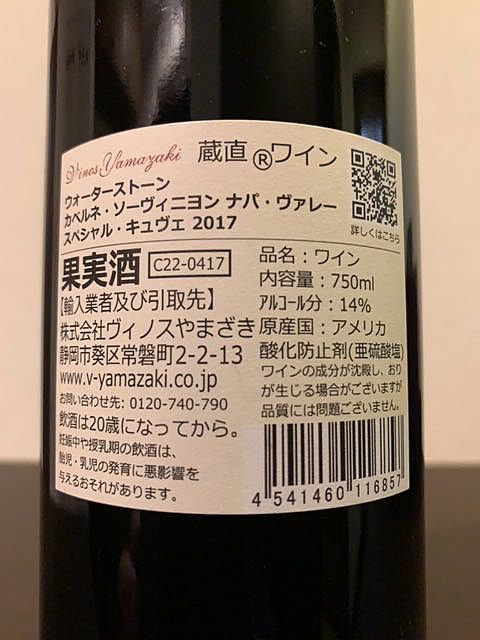 Vinos Yamazaki 蔵直®ワイン
ウォーターストーン
カベルネ・ソーヴィニヨン ナパ・ヴァレー
スペシャル・キュヴェ 2017
詳しくはこちら
果実酒 C22-0417
【輸入業者及び引取先】
株式会社ヴィノスやまざき
静岡市葵区常磐町2-2-13
www.v-yamazaki.co.jp
お問い合わせ先: 0120-740-790
飲酒は20歳になってから。
妊娠中や授乳期の飲酒は、
胎児・乳児の発育に悪影響を
与えるおそれがあります。
品名：ワイン
内容量：750ml
アルコール分：14%
原産国：アメリカ
酸化防止剤(亜硫酸塩)
ワインの成分が沈殿し、おり
が生じる場合がございますが
品質には問題ございません。
4 541460 116857